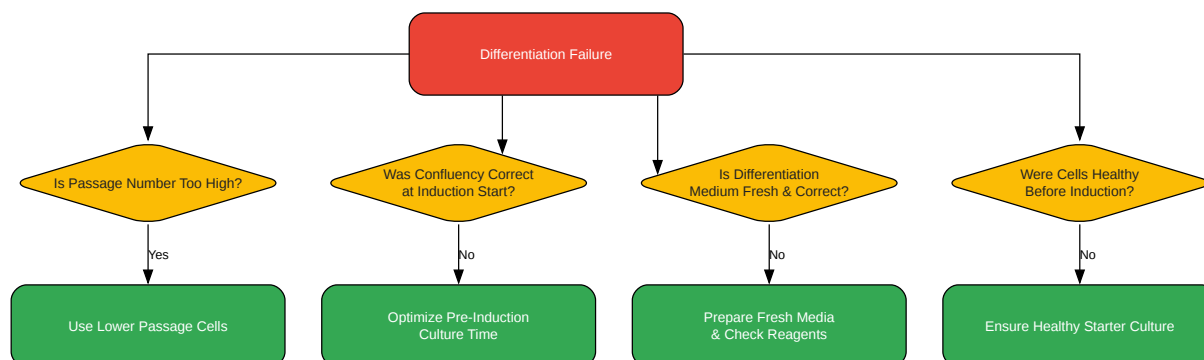 Differentiation Failure
Is Passage Number Too High?
Was Confluency Correct
at Induction Start?
Is Differentiation
Medium Fresh & Correct?
Were Cells Healthy
Before Induction?
Yes
No
No
No
Use Lower Passage Cells
Optimize Pre-Induction
Culture Time
Prepare Fresh Media
& Check Reagents
Ensure Healthy Starter Culture